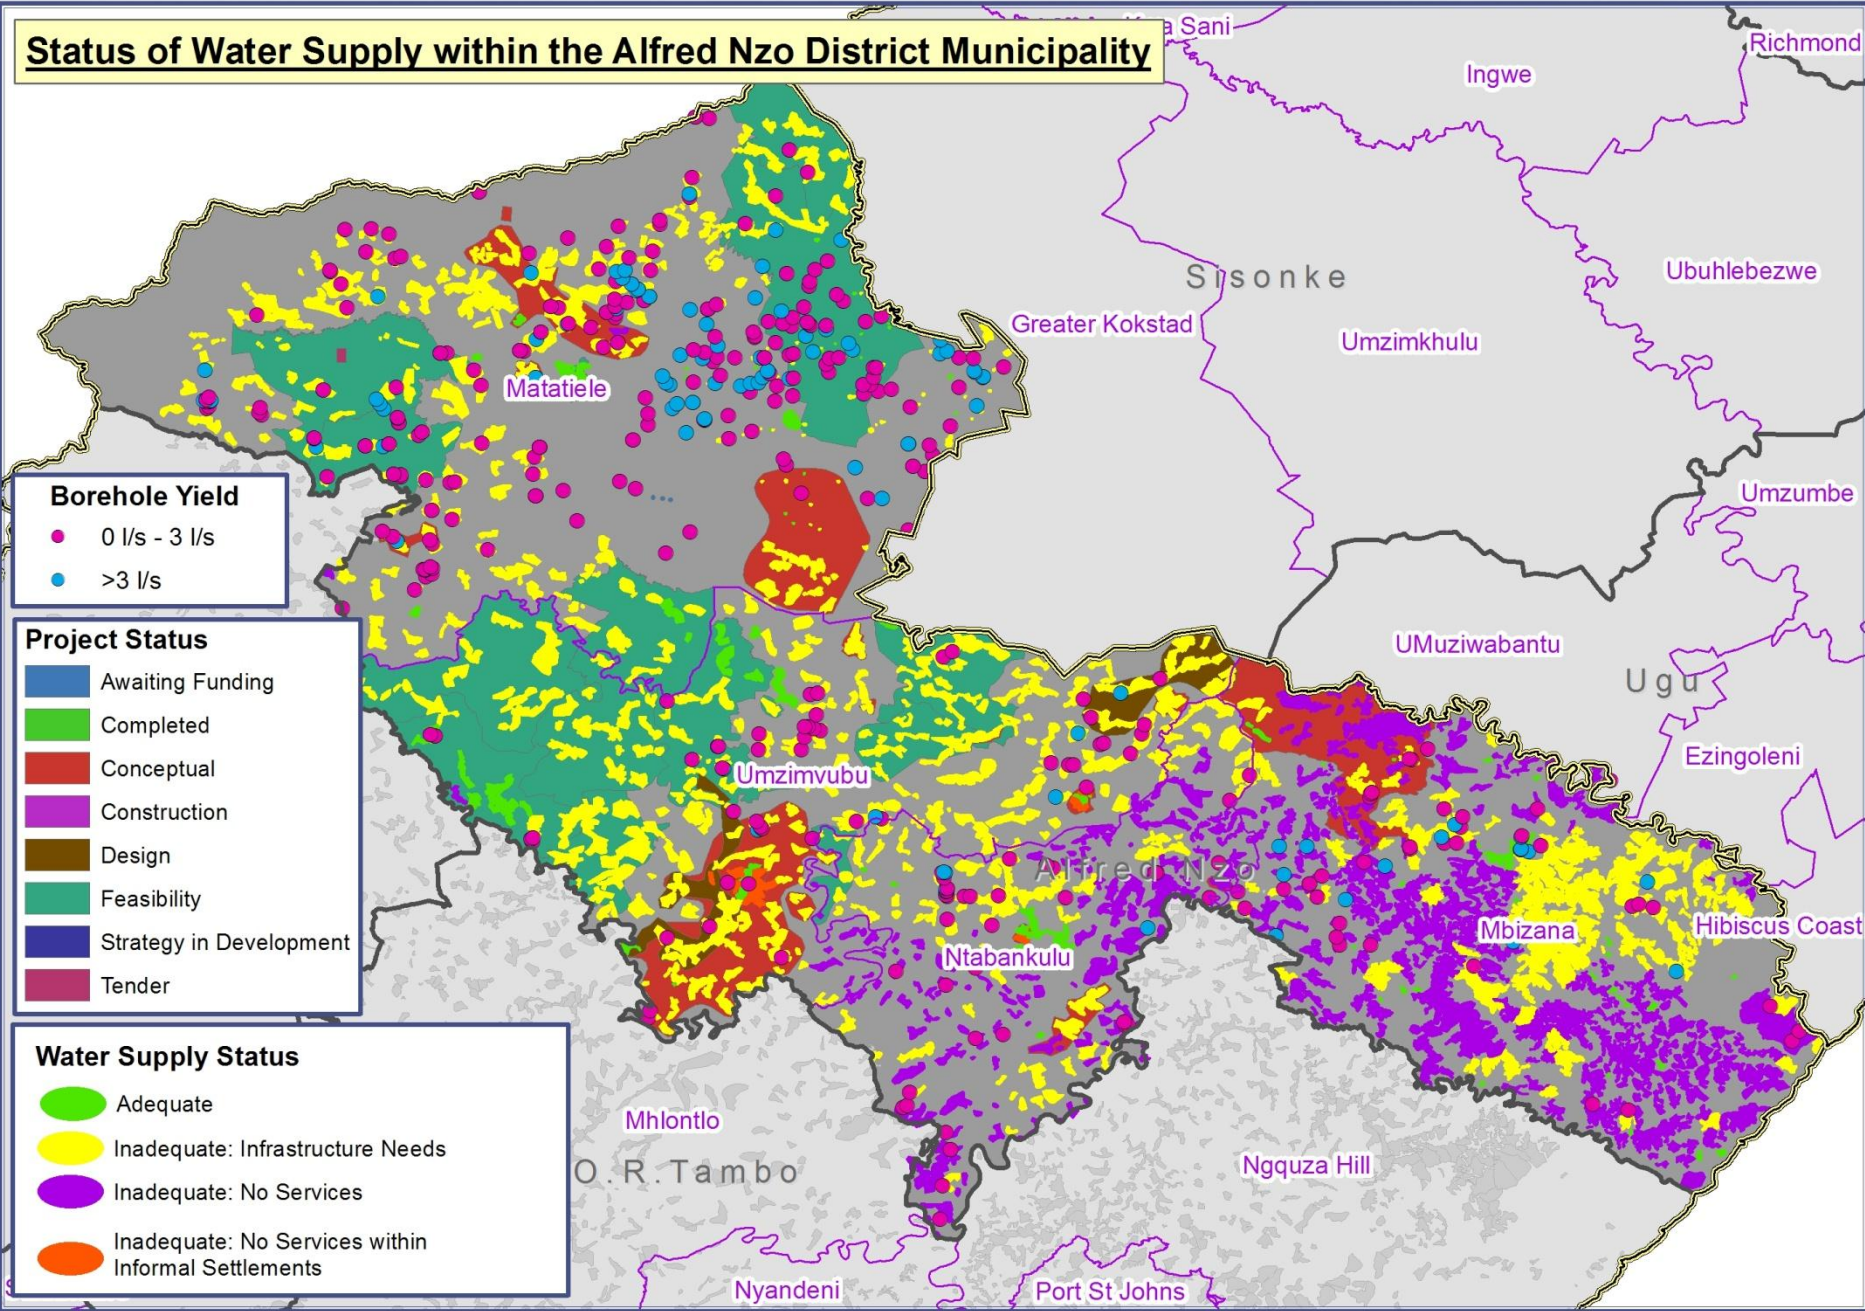 Status of Water Supply within the Alfred Nzo District Municipality
a Sani
Richmond
Ingwe
Sisonke
Ubuhlebezwe
Greater Kokstad
Umzimkhulu
Matatiele
Umzumbe
Borehole Yield
0 l/s - 3 l/s
>3 l/s
Project Status
Awaiting Funding
Completed
Conceptual
Construction
Design
Feasibility
Strategy in Development
Tender
UMuziwabantu
Ugu
Ezingoleni
Umzimvubu
Alfred Nzo
Mbizana
Hibiscus Coast
Ntabankulu
Water Supply Status
Adequate
Inadequate: Infrastructure Needs
Inadequate: No Services
Inadequate: No Services within
Informal Settlements
Mhlontlo
O.R.Tambo
Ngquza Hill
Nyandeni
Port St Johns